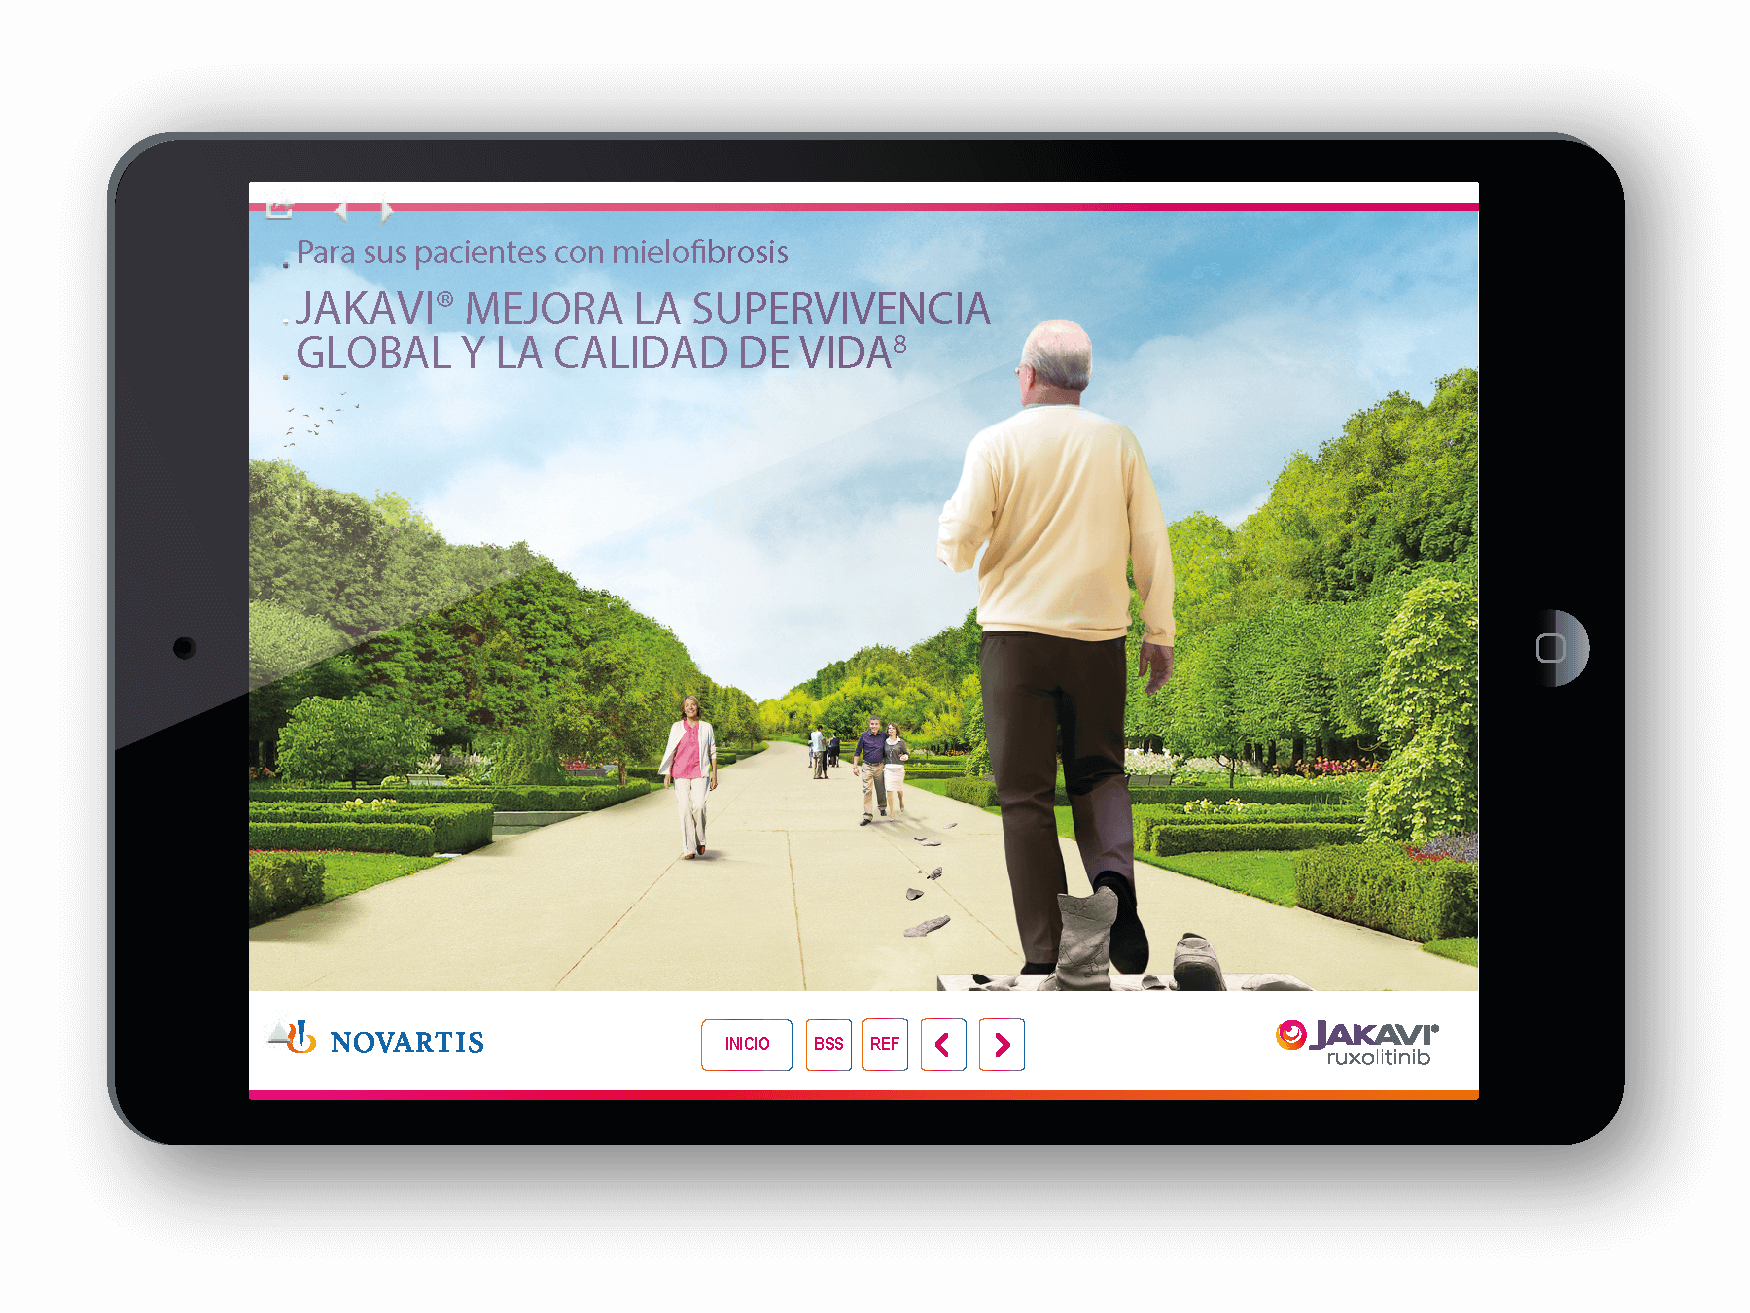 Para sus pacientes con mielofibrosis
JAKAVI® MEJORA LA SUPERVIVENCIA
GLOBAL Y LA CALIDAD DE VIDA⁸
NOVARTIS
INICIO
BSS
REF
JAKAVI®
ruxolitinib